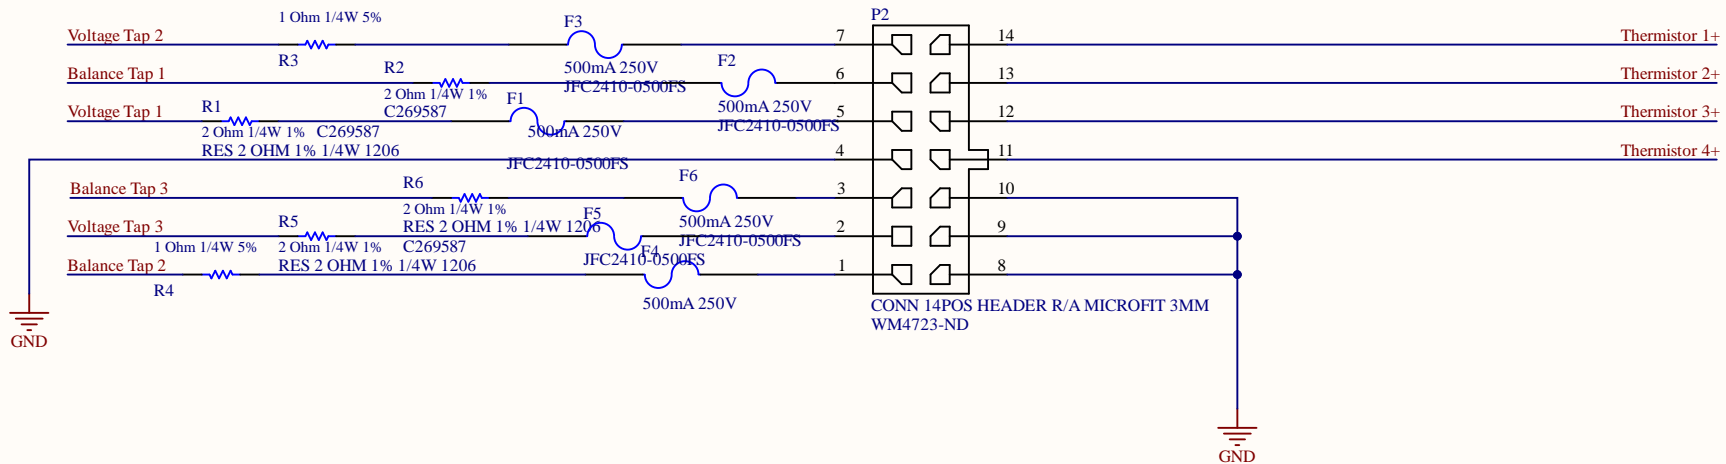 1 Ohm 1/4W 5%
F3
P2
Voltage Tap 2
7
14
Thermistor 1+
R3
R2
500mA 250V
F2
Balance Tap 1
6
13
Thermistor 2+
JFC2410-0500FS
2 Ohm 1/4W 1%
F1
500mA 250V
R1
C269587
Voltage Tap 1
5
12
Thermistor 3+
JFC2410-0500FS
2 Ohm 1/4W 1%
C269587
500mA 250V
RES 2 OHM 1% 1/4W 1206
4
11
Thermistor 4+
JFC2410-0500FS
R6
F6
Balance Tap 3
3
10
2 Ohm 1/4W 1%
F5
R5
RES 2 OHM 1% 1/4W 1206
500mA 250V
Voltage Tap 3
2
9
JFC2410-0500FS
1 Ohm 1/4W 5%
2 Ohm 1/4W 1%
C269587
F4
JFC2410-0500FS
Balance Tap 2
RES 2 OHM 1% 1/4W 1206
1
8
R4
500mA 250V
CONN 14POS HEADER R/A MICROFIT 3MM
WM4723-ND
GND
GND